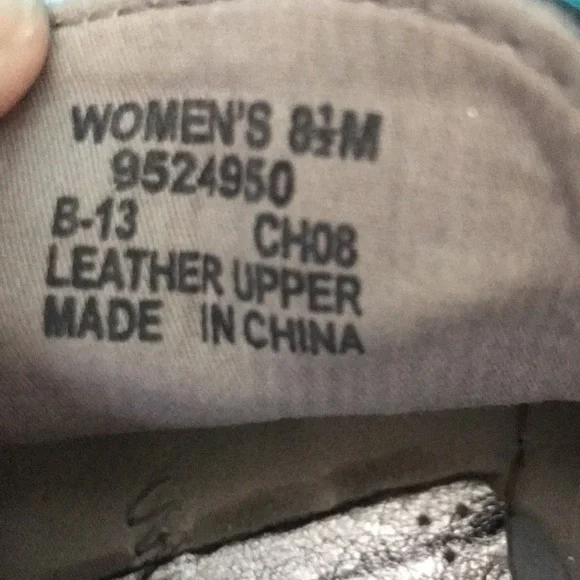 WOMEN'S 8½M
9524950
B-13 CH08
LEATHER UPPER
MADE IN CHINA